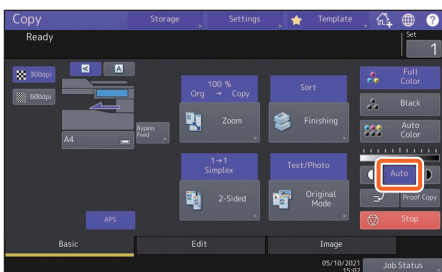 Copy Storage Settings Template
Ready
Set
1
300dpi
600dpi
A
A4
Bypass
Feed
APS
100 %
Org → Copy
Zoom
Sort
Finishing
1→1
Simplex
2-Sided
Text/Photo
Original
Mode
Full
Color
Black
Auto
Color
Auto
Proof Copy
Stop
Basic Edit Image
05/10/2021
15:02
Job Status